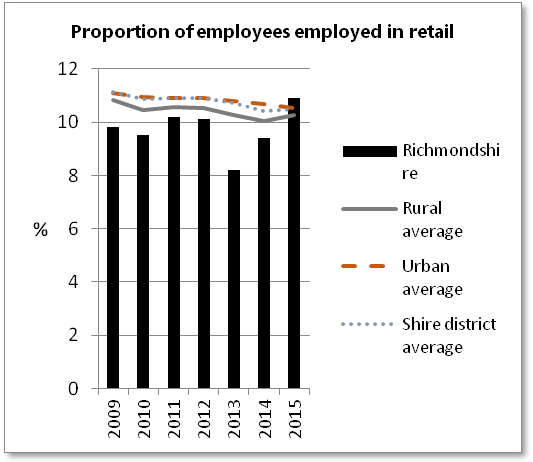 Proportion of employees employed in retail
12
10
8
6
4
2
0
%
2009
2010
2011
2012
2013
2014
2015
Richmondshi
re
Rural
average
Urban
average
Shire district
average